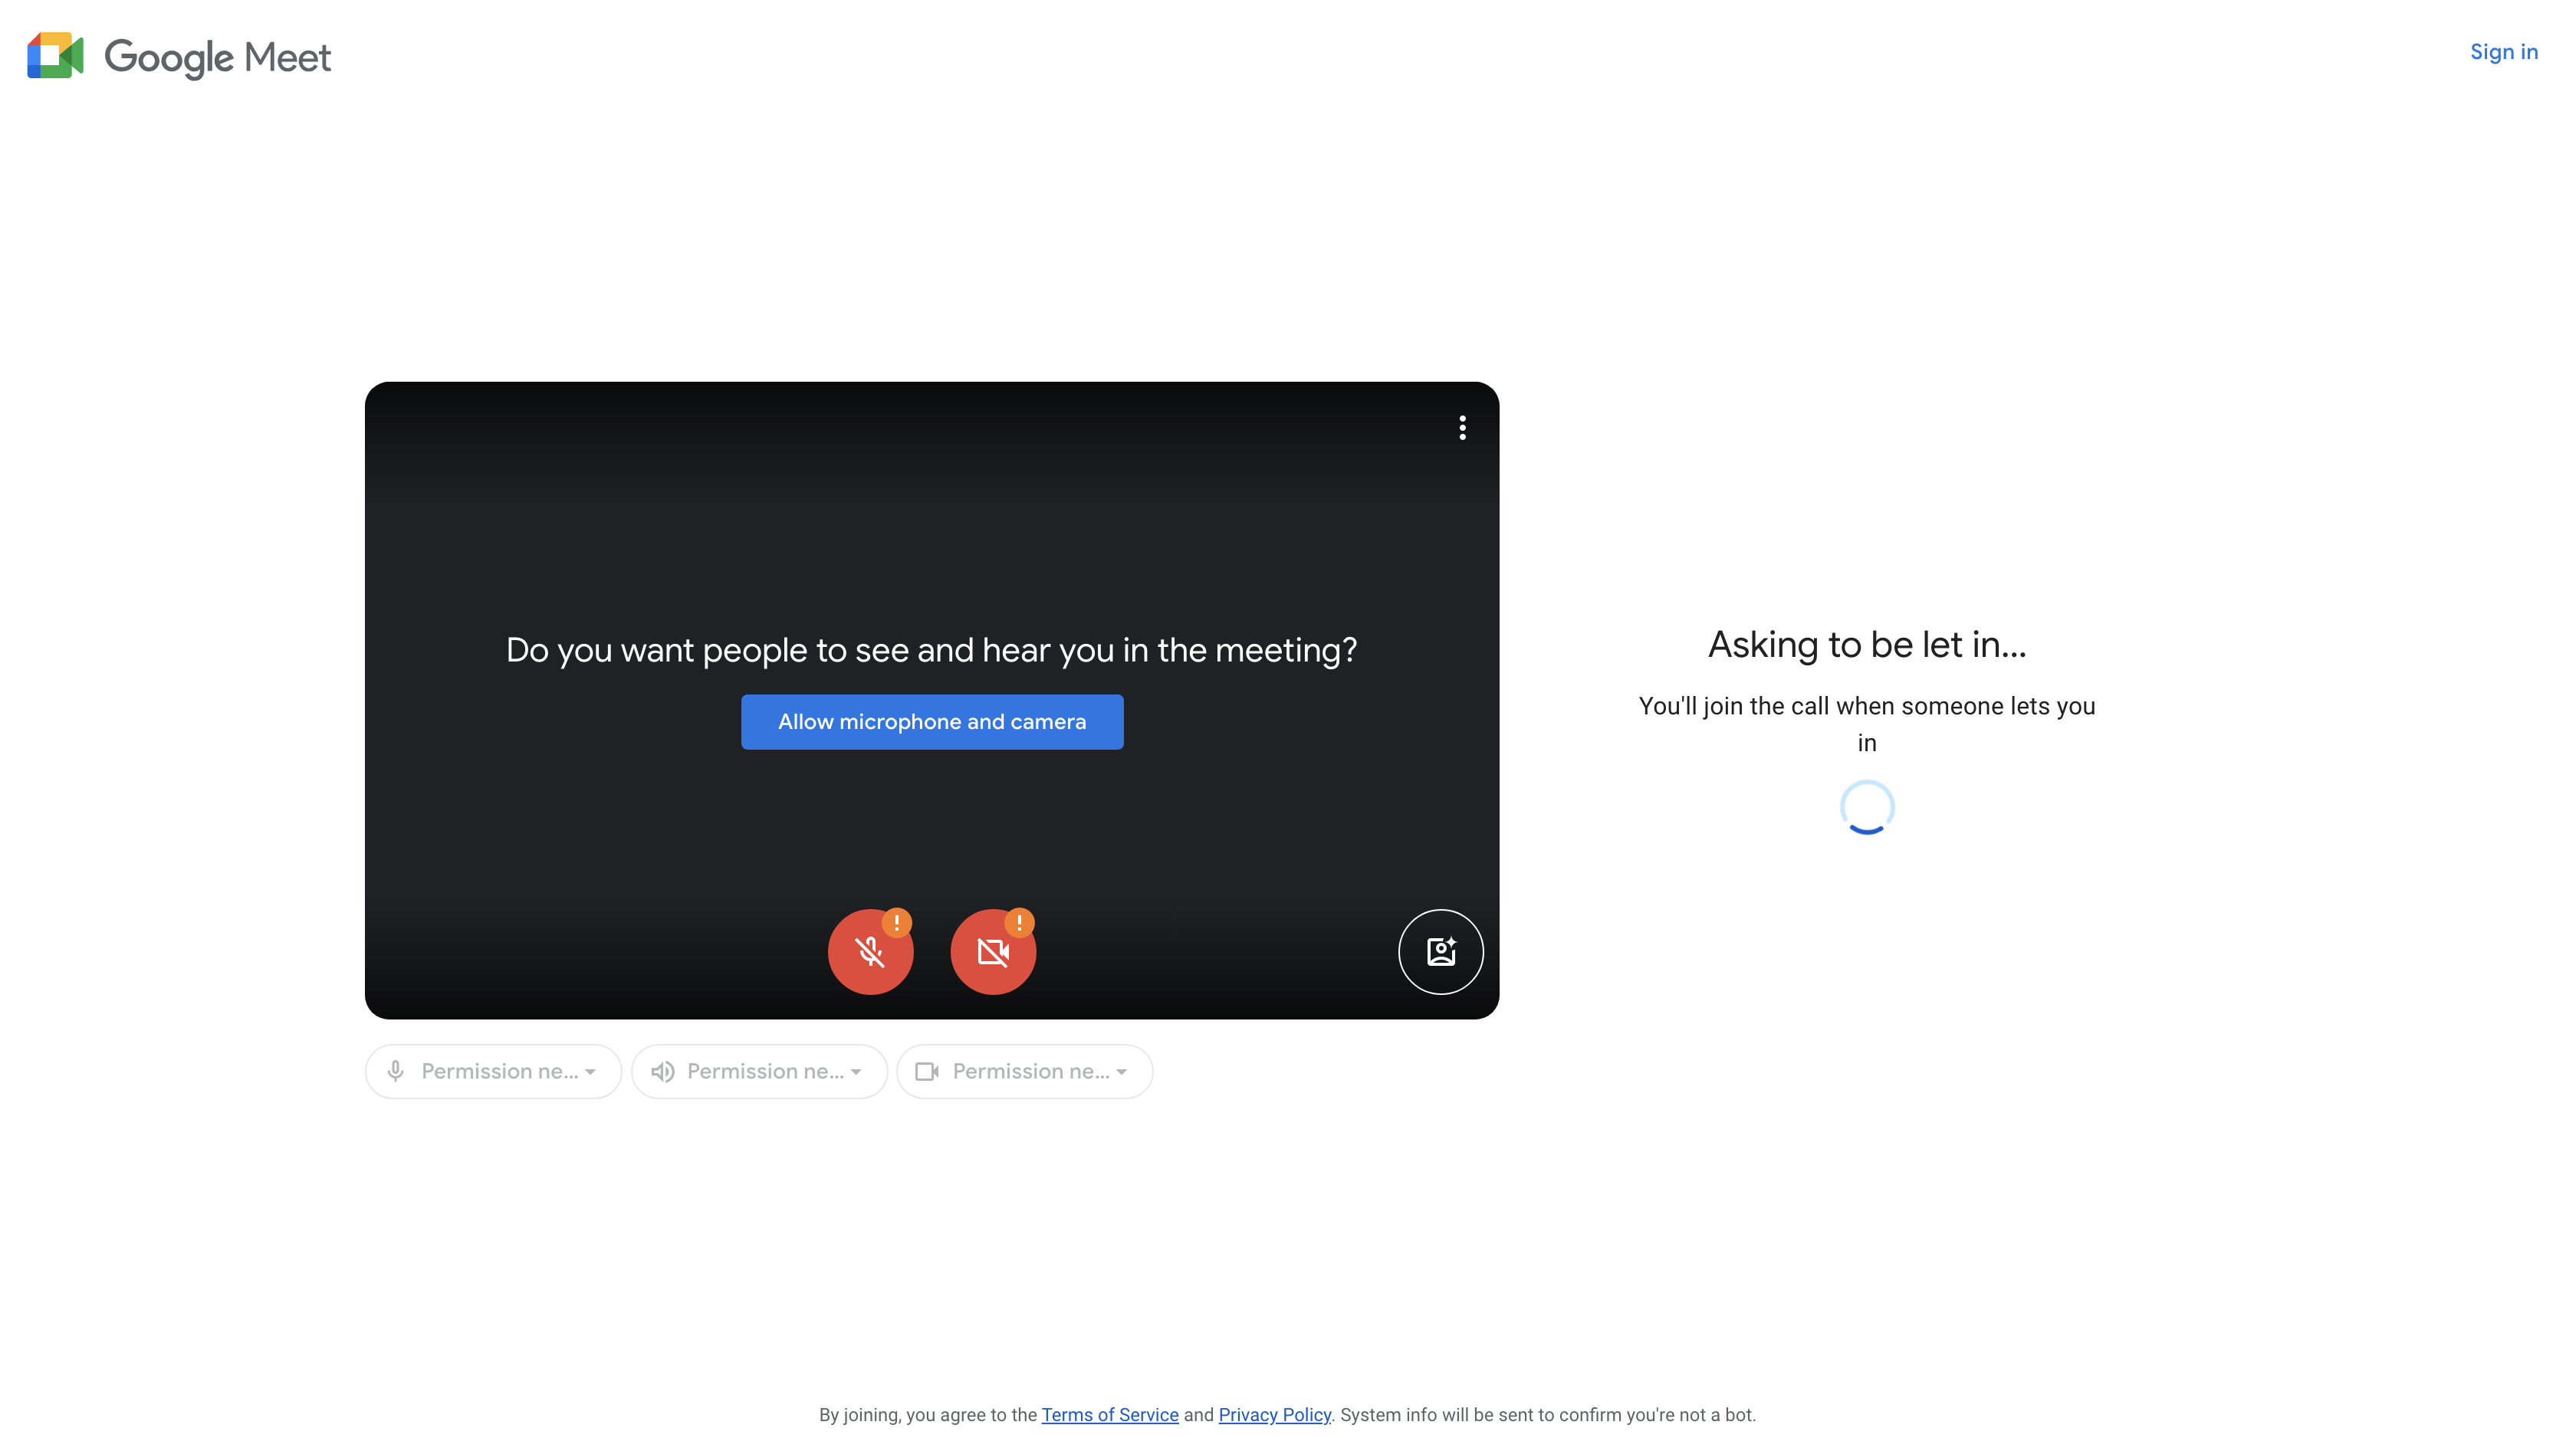 Google Meet
Sign in
Do you want people to see and hear you in the meeting?
Allow microphone and camera
Asking to be let in...
You'll join the call when someone lets you
in
Permission ne...
Permission ne...
Permission ne...
By joining, you agree to the Terms of Service and Privacy Policy. System info will be sent to confirm you're not a bot.